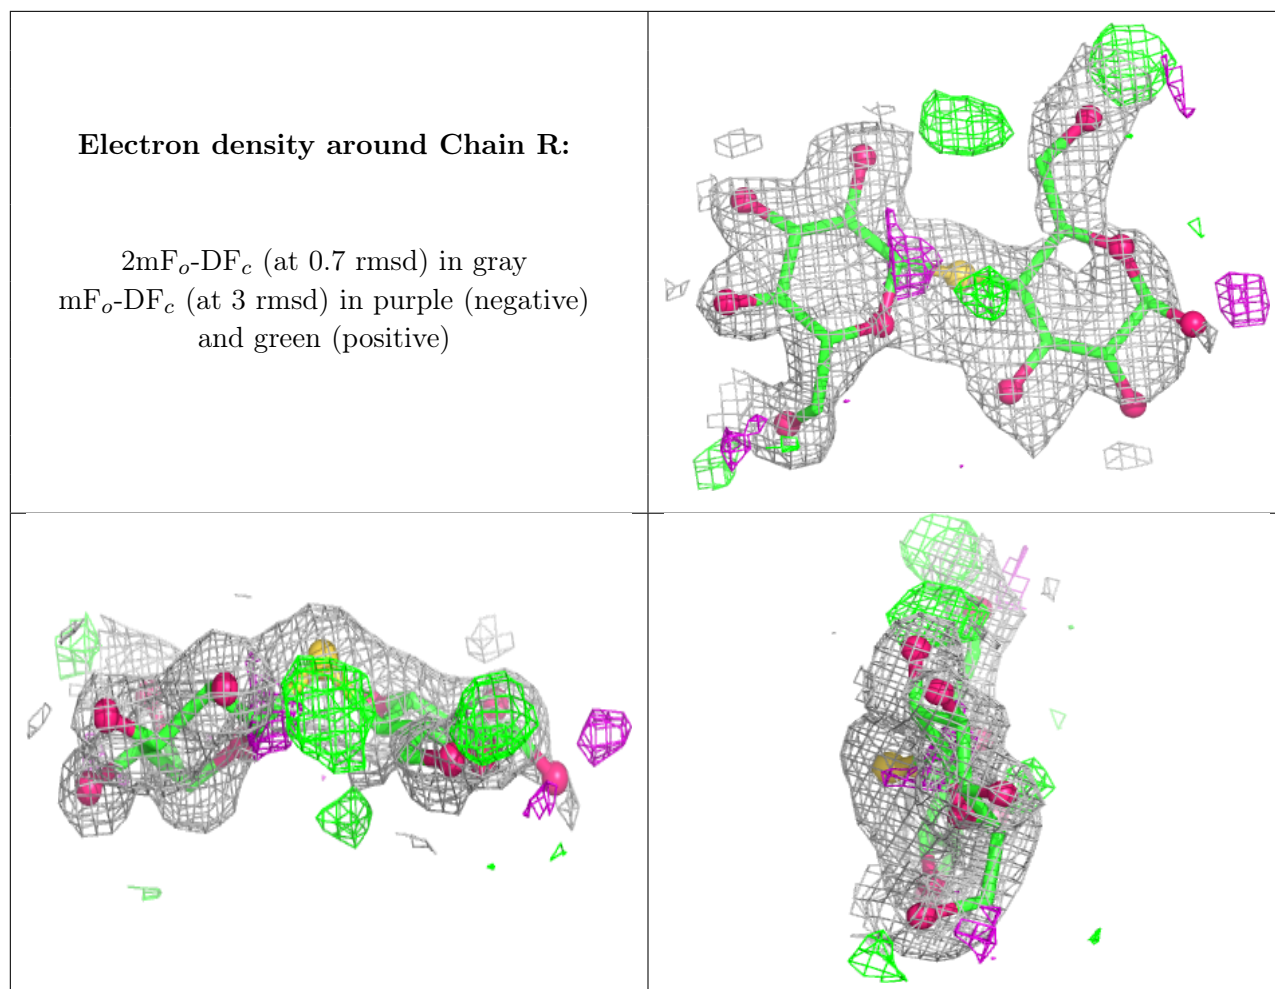 Electron density around Chain R:
2mFₒ-DF𝒸 (at 0.7 rmsd) in gray
mFₒ-DF𝒸 (at 3 rmsd) in purple (negative)
and green (positive)